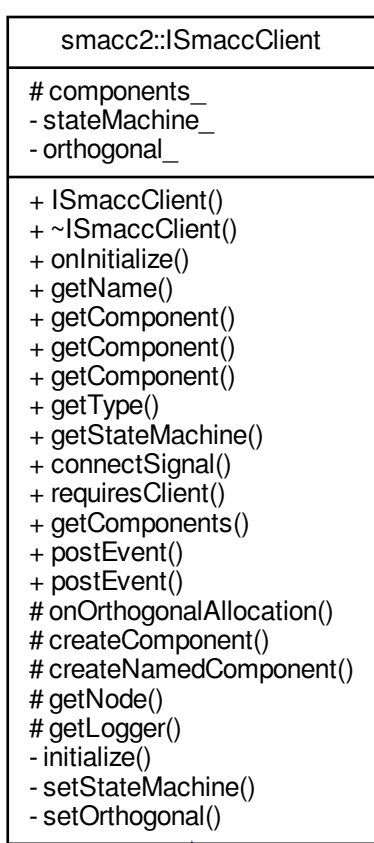 smacc2::ISmaccClient
# components_
- stateMachine_
- orthogonal_
+ ISmaccClient()
+ ~ISmaccClient()
+ onInitialize()
+ getName()
+ getComponent()
+ getComponent()
+ getComponent()
+ getType()
+ getStateMachine()
+ connectSignal()
+ requiresClient()
+ getComponents()
+ postEvent()
+ postEvent()
# onOrthogonalAllocation()
# createComponent()
# createNamedComponent()
# getNode()
# getLogger()
- initialize()
- setStateMachine()
- setOrthogonal()